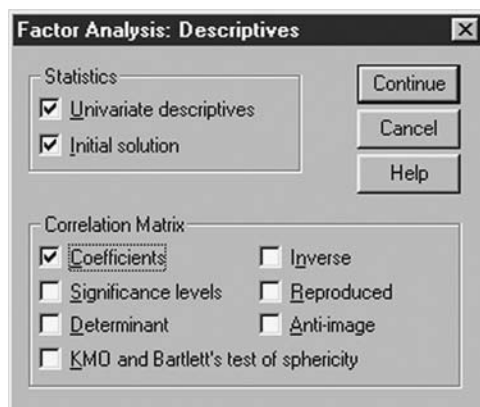 Factor Analysis: Descriptives
Statistics
Univariate descriptives
Initial solution
Continue
Cancel
Help
Correlation Matrix
Coefficients
Inverse
Significance levels
Reproduced
Determinant
Anti-image
KMO and Bartlett's test of sphericity